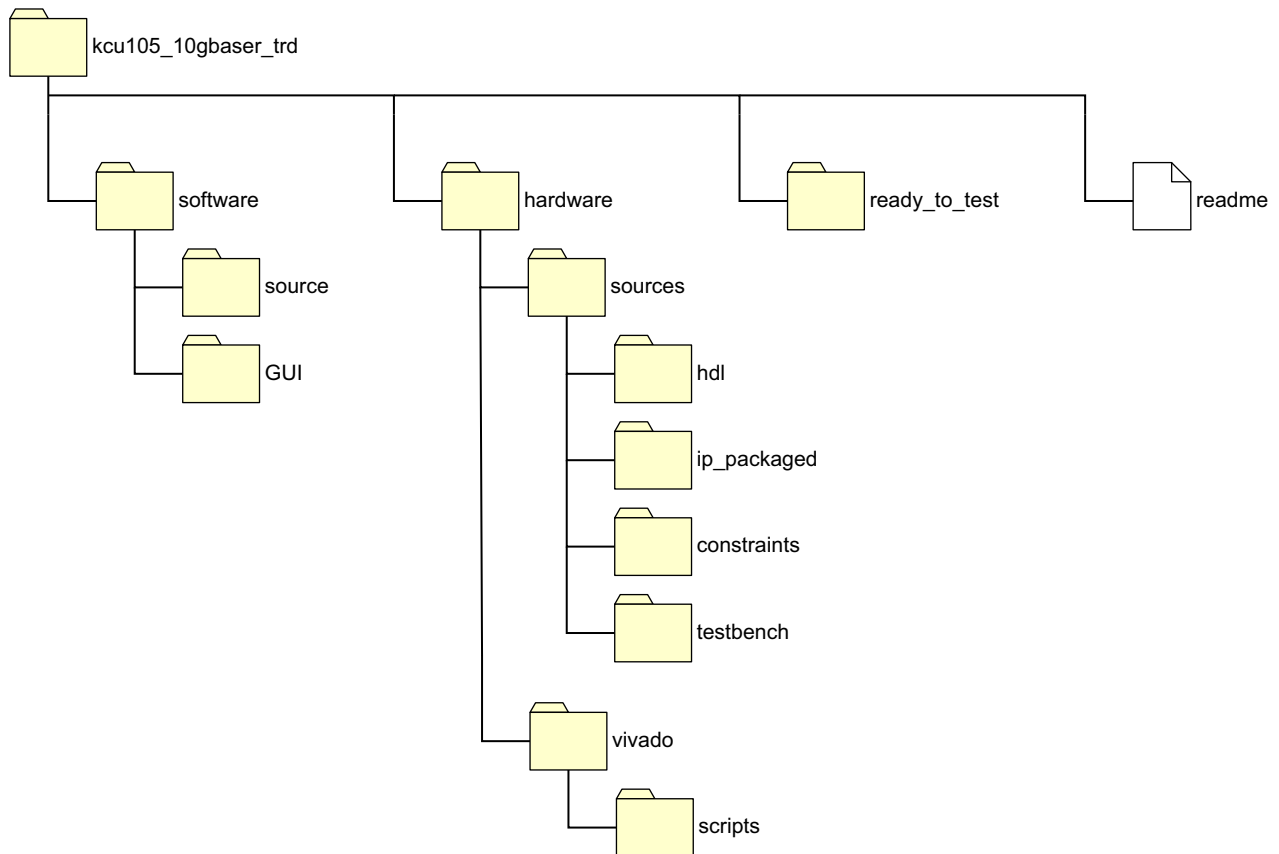 kcu105_10gbaser_trd
software
hardware
ready_to_test
readme
source
sources
GUI
hdl
ip_packaged
constraints
testbench
vivado
scripts